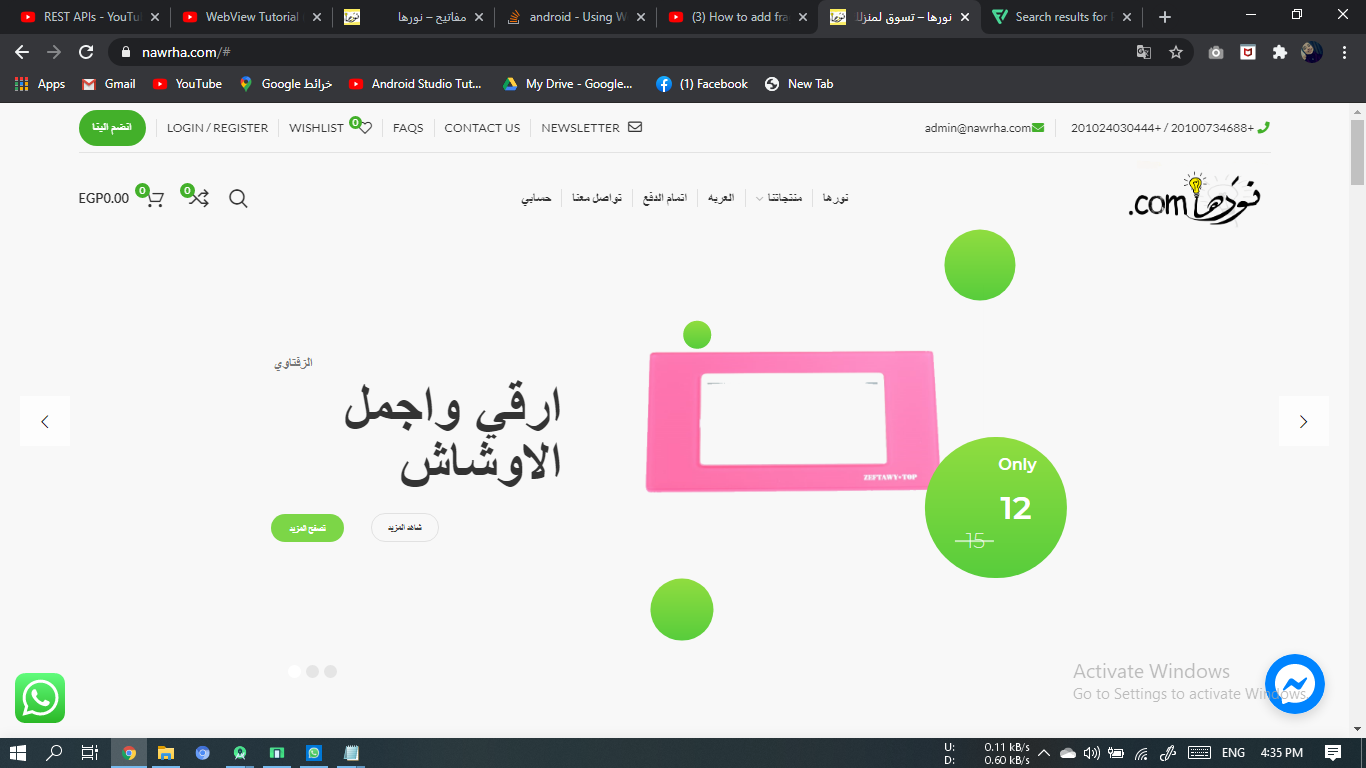 REST APIs - YouTu
WebView Tutorial
مفاتيح – نورها
android - Using W
(3) How to add fra
نورها – تسوق لمنزلك
Search results for
nawrha.com/#
Apps
Gmail
YouTube
خرائط Google
Android Studio Tut...
My Drive - Google...
(1) Facebook
New Tab
انضم الينا
LOGIN / REGISTER
WISHLIST
0
FAQS
CONTACT US
NEWSLETTER
admin@nawrha.com
201024030444+ / 20100734688+
EGP0.00
0
0
نورها
منتجاتنا
العربه
اتمام الدفع
تواصل معنا
حسابي
نورها
.com
الزفتاوي
ارقي واجمل
الاوشاش
تصفح المزيد
شاهد المزيد
ZEFTAWY•TOP
Only
12
15
Activate Windows
Go to Settings to activate Windows.
U: 0.11 kB/s
D: 0.60 kB/s
ENG
4:35 PM